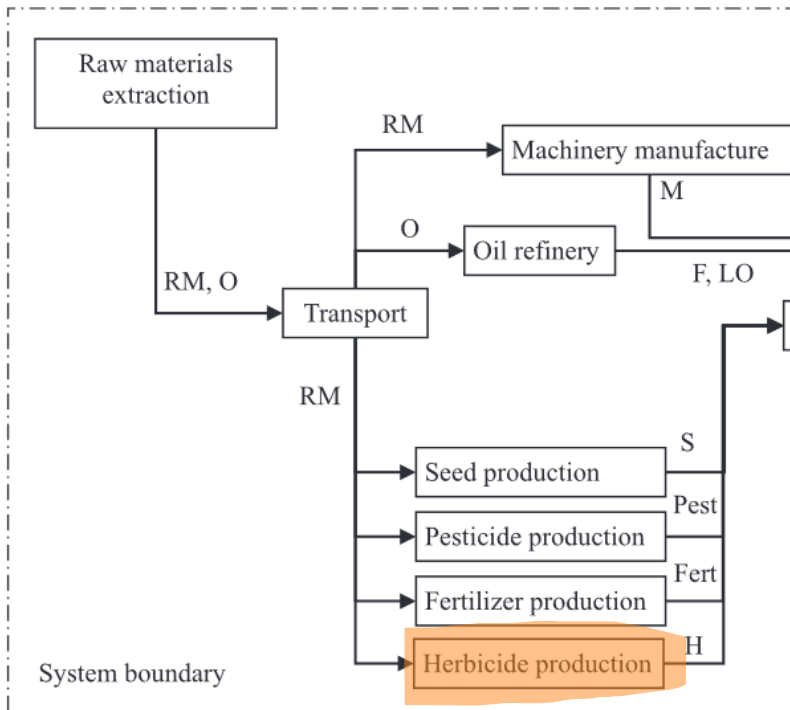 Raw materials
extraction
RM
Machinery manufacture
M
O
Oil refinery
F, LO
RM, O
Transport
RM
S
Seed production
Pest
Pesticide production
Fert
Fertilizer production
H
Herbicide production
System boundary